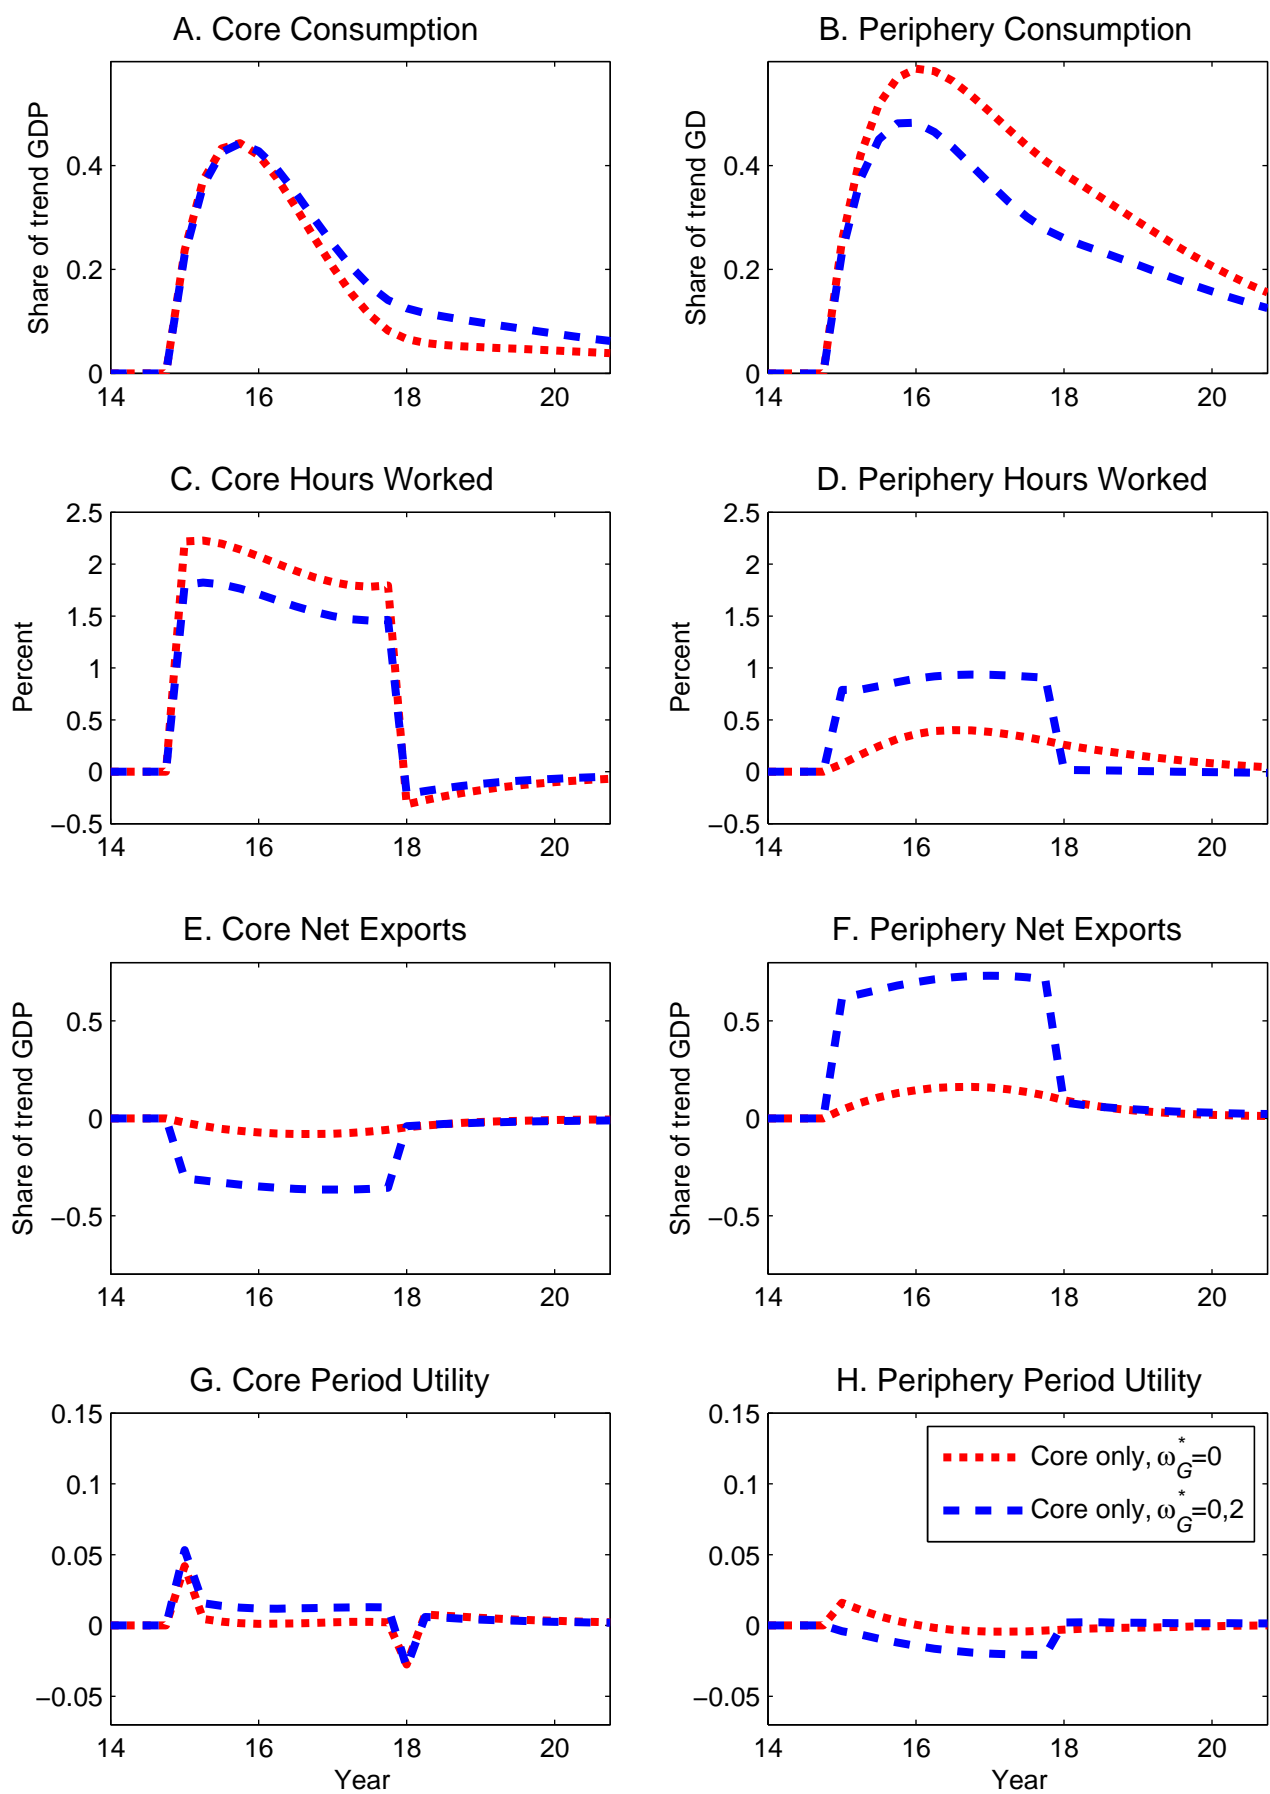 A. Core Consumption
Share of trend GDP
0.4
0.2
0
14 16 18 20
B. Periphery Consumption
Share of trend GD
0.4
0.2
0
14 16 18 20
C. Core Hours Worked
Percent
2.5
2
1.5
1
0.5
0
−0.5
14 16 18 20
D. Periphery Hours Worked
Percent
2.5
2
1.5
1
0.5
0
−0.5
14 16 18 20
E. Core Net Exports
Share of trend GDP
0.5
0
−0.5
14 16 18 20
F. Periphery Net Exports
Share of trend GDP
0.5
0
−0.5
14 16 18 20
G. Core Period Utility
0.15
0.1
0.05
0
−0.05
14 16 18 20
Year
H. Periphery Period Utility
0.15
0.1
0.05
0
−0.05
Core only, ω*G=0
Core only, ω*G=0,2
14 16 18 20
Year